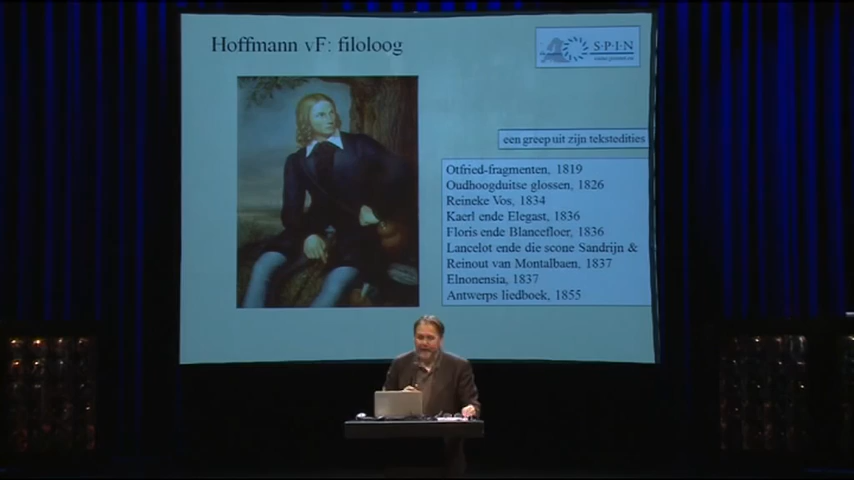 Hoffmann vF: filoloog
S·P·I·N
een greep uit zijn tekstedities
Otfried-fragmenten, 1819
Oudhoogduitse glossen, 1826
Reineke Vos, 1834
Kaerl ende Elegast, 1836
Floris ende Blancefloer, 1836
Lancelot ende die scone Sandrijn &
Reinout van Montalbaen, 1837
Elnonensia, 1837
Antwerps liedboek, 1855